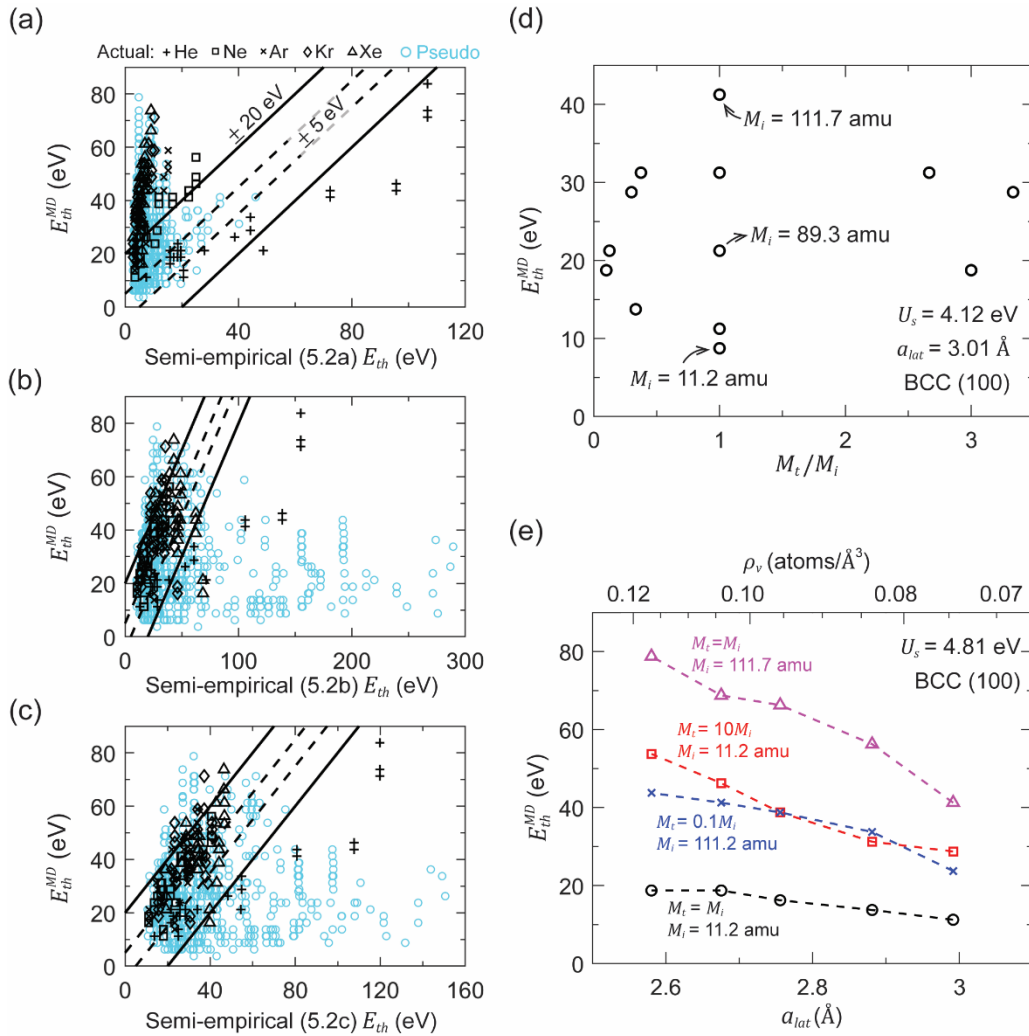 (a)
Actual: + He □ Ne × Ar ◇ Kr △ Xe ○ Pseudo
80
60
40
20
0
E_th^MD (eV)
± 20 eV
± 5 eV
0 40 80 120
Semi-empirical (5.2a) E_th (eV)
(b)
80
60
40
20
0
E_th^MD (eV)
0 60 120 180 240 300
Semi-empirical (5.2b) E_th (eV)
(c)
80
60
40
20
0
E_th^MD (eV)
0 40 80 120 160
Semi-empirical (5.2c) E_th (eV)
(d)
40
30
20
10
0
E_th^MD (eV)
M_i = 111.7 amu
M_i = 89.3 amu
M_i = 11.2 amu
U_s = 4.12 eV
a_lat = 3.01 Å
BCC (100)
0 1 2 3
M_t/M_i
(e)
ρ_v (atoms/Å^3)
0.12 0.10 0.08 0.07
80
60
40
20
0
E_th^MD (eV)
M_t=M_i
M_i = 111.7 amu
U_s = 4.81 eV
BCC (100)
M_t = 10M_i
M_i = 11.2 amu
M_t = 0.1M_i
M_i = 111.2 amu
M_t = M_i
M_i = 11.2 amu
2.6 2.8 3
a_lat(Å)